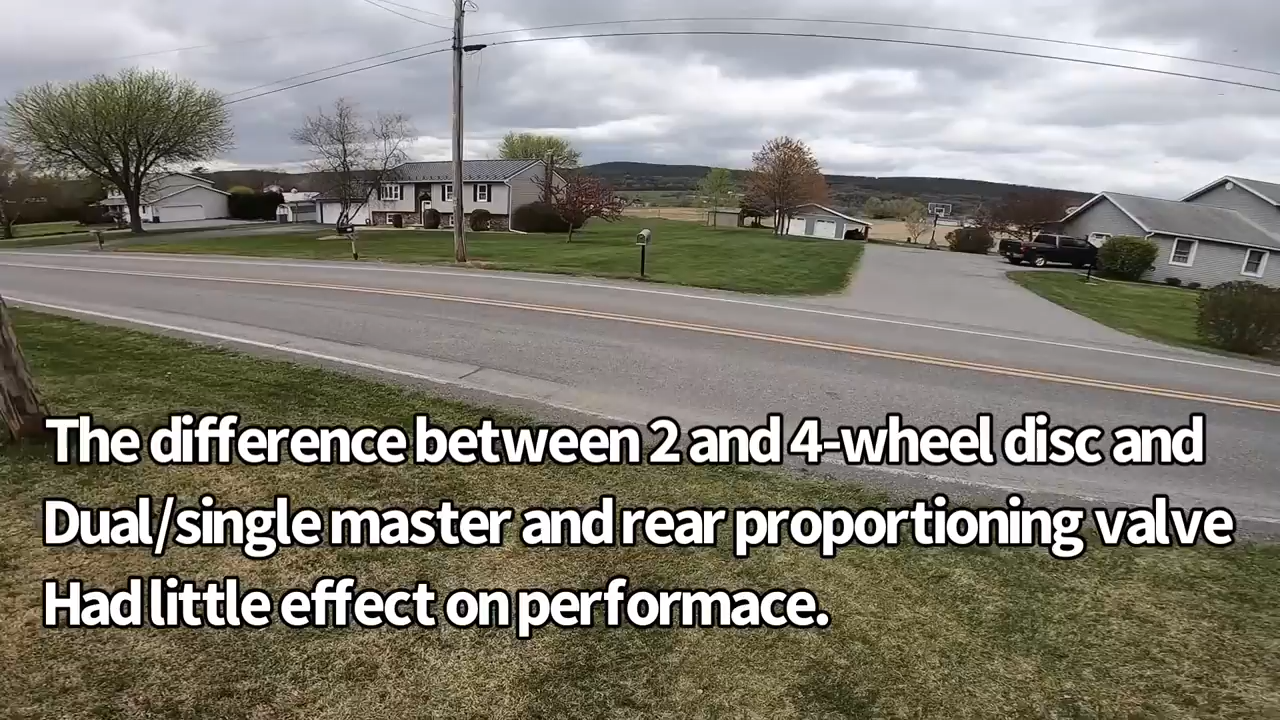 The difference between 2 and 4-wheel disc and
Dual/single master and rear proportioning valve
Had little effect on performace.